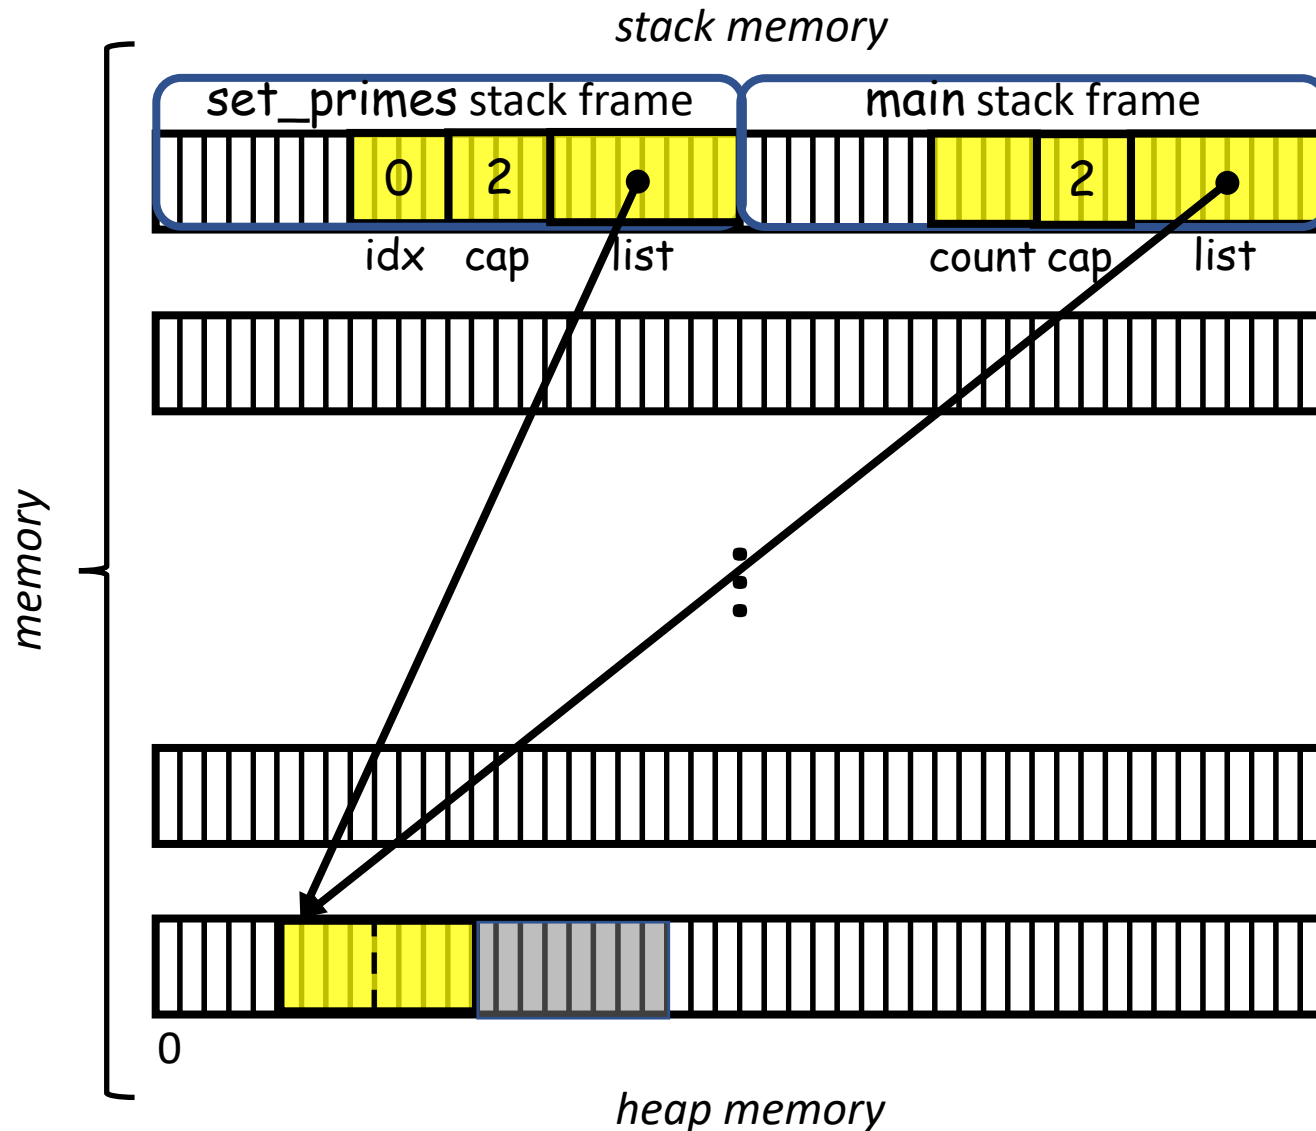 stack memory
set_primes stack frame main stack frame
0 2 2
idx cap list count cap list
memory
0
heap memory